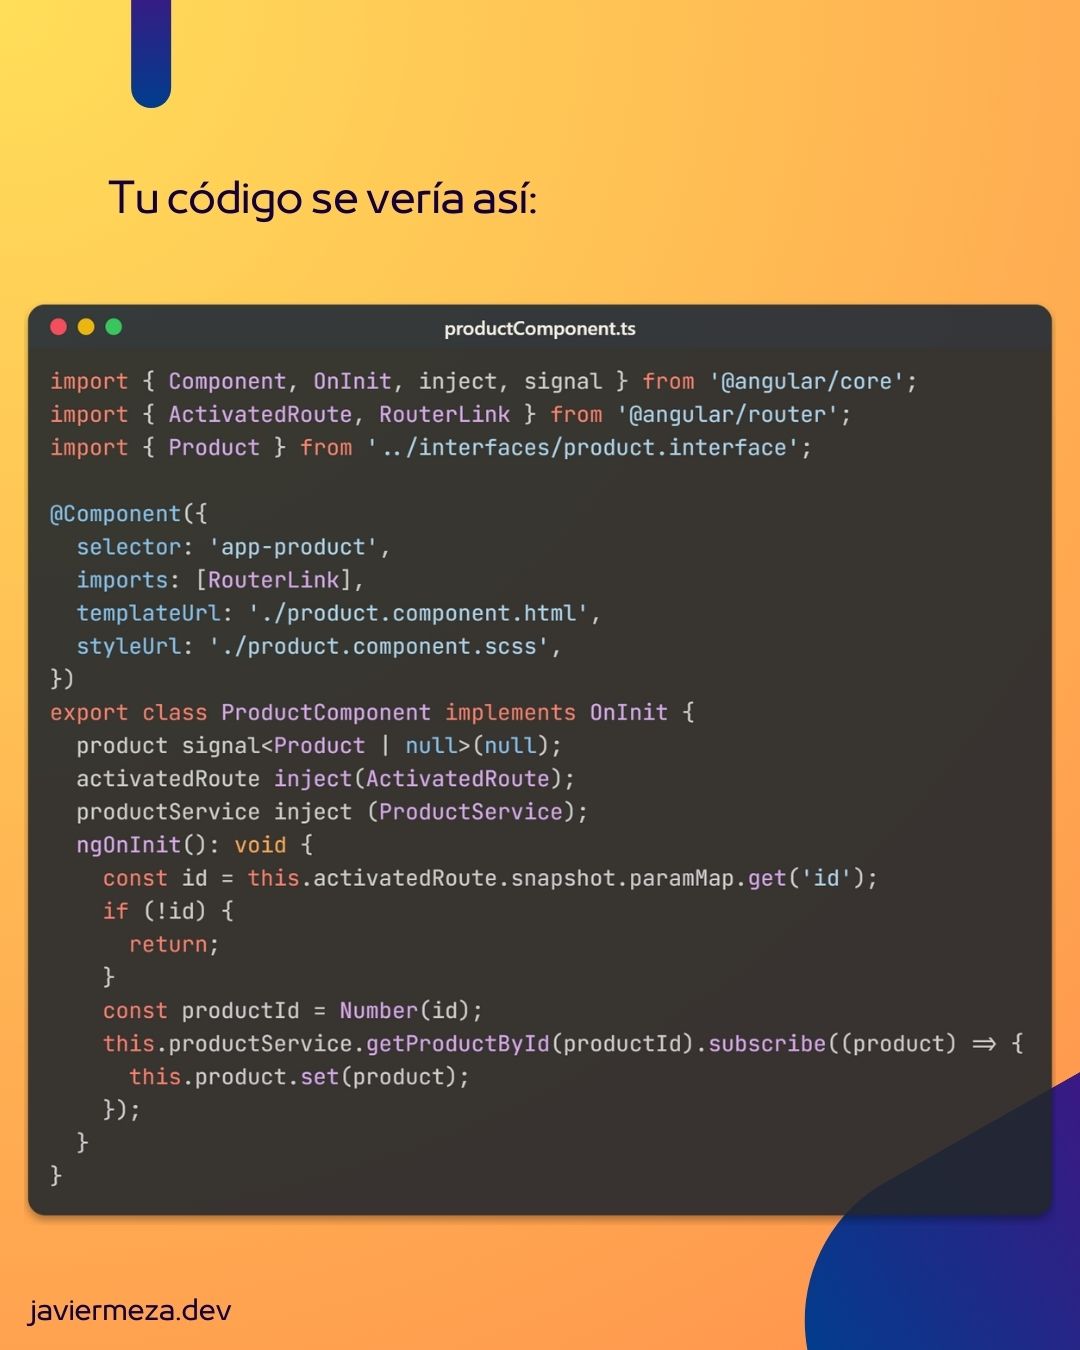 Tu código se vería así:
productComponent.ts
import { Component, OnInit, inject, signal } from '@angular/core';
import { ActivatedRoute, RouterLink } from '@angular/router';
import { Product } from '../interfaces/product.interface';
@Component({
  selector: 'app-product',
  imports: [RouterLink],
  templateUrl: './product.component.html',
  styleUrl: './product.component.scss',
})
export class ProductComponent implements OnInit {
  product signal<Product | null>(null);
  activatedRoute inject(ActivatedRoute);
  productService inject (ProductService);
  ngOnInit(): void {
    const id = this.activatedRoute.snapshot.paramMap.get('id');
    if (!id) {
      return;
    }
    const productId = Number(id);
    this.productService.getProductById(productId).subscribe((product) => {
      this.product.set(product);
    });
  }
}
javiermeza.dev